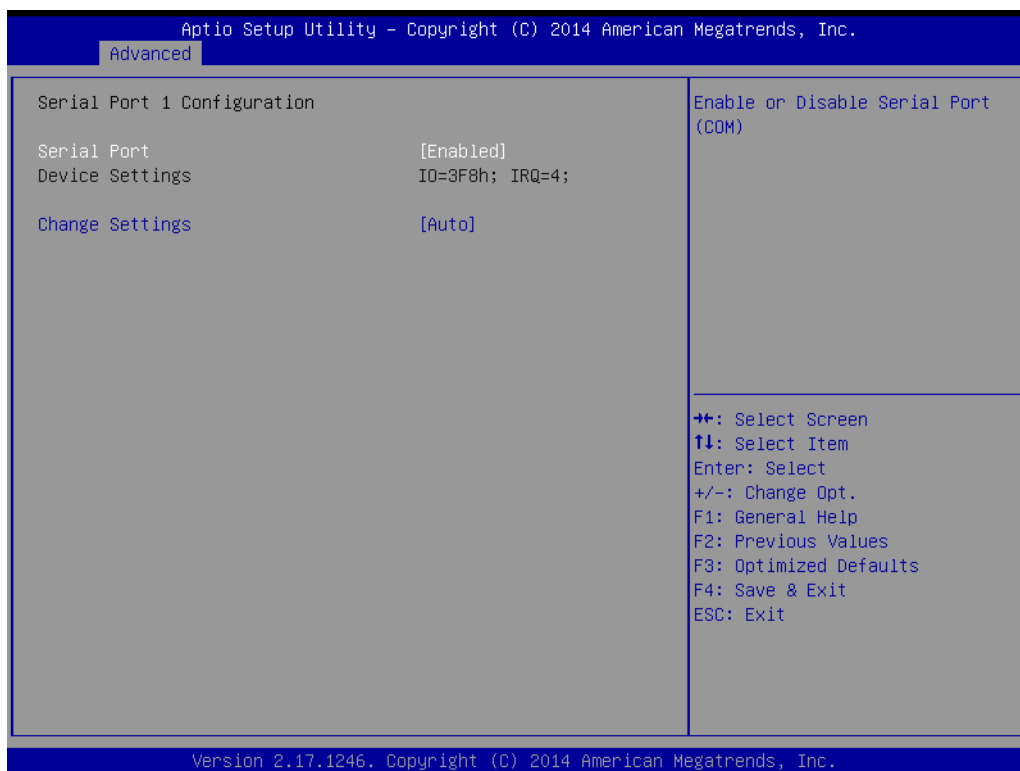 Aptio Setup Utility – Copyright (C) 2014 American Megatrends, Inc.
Advanced
Serial Port 1 Configuration
Serial Port [Enabled]
Device Settings IO=3F8h; IRQ=4;
Change Settings [Auto]
Enable or Disable Serial Port
(COM)
→←: Select Screen
↑↓: Select Item
Enter: Select
+/-: Change Opt.
F1: General Help
F2: Previous Values
F3: Optimized Defaults
F4: Save & Exit
ESC: Exit
Version 2.17.1246. Copyright (C) 2014 American Megatrends, Inc.